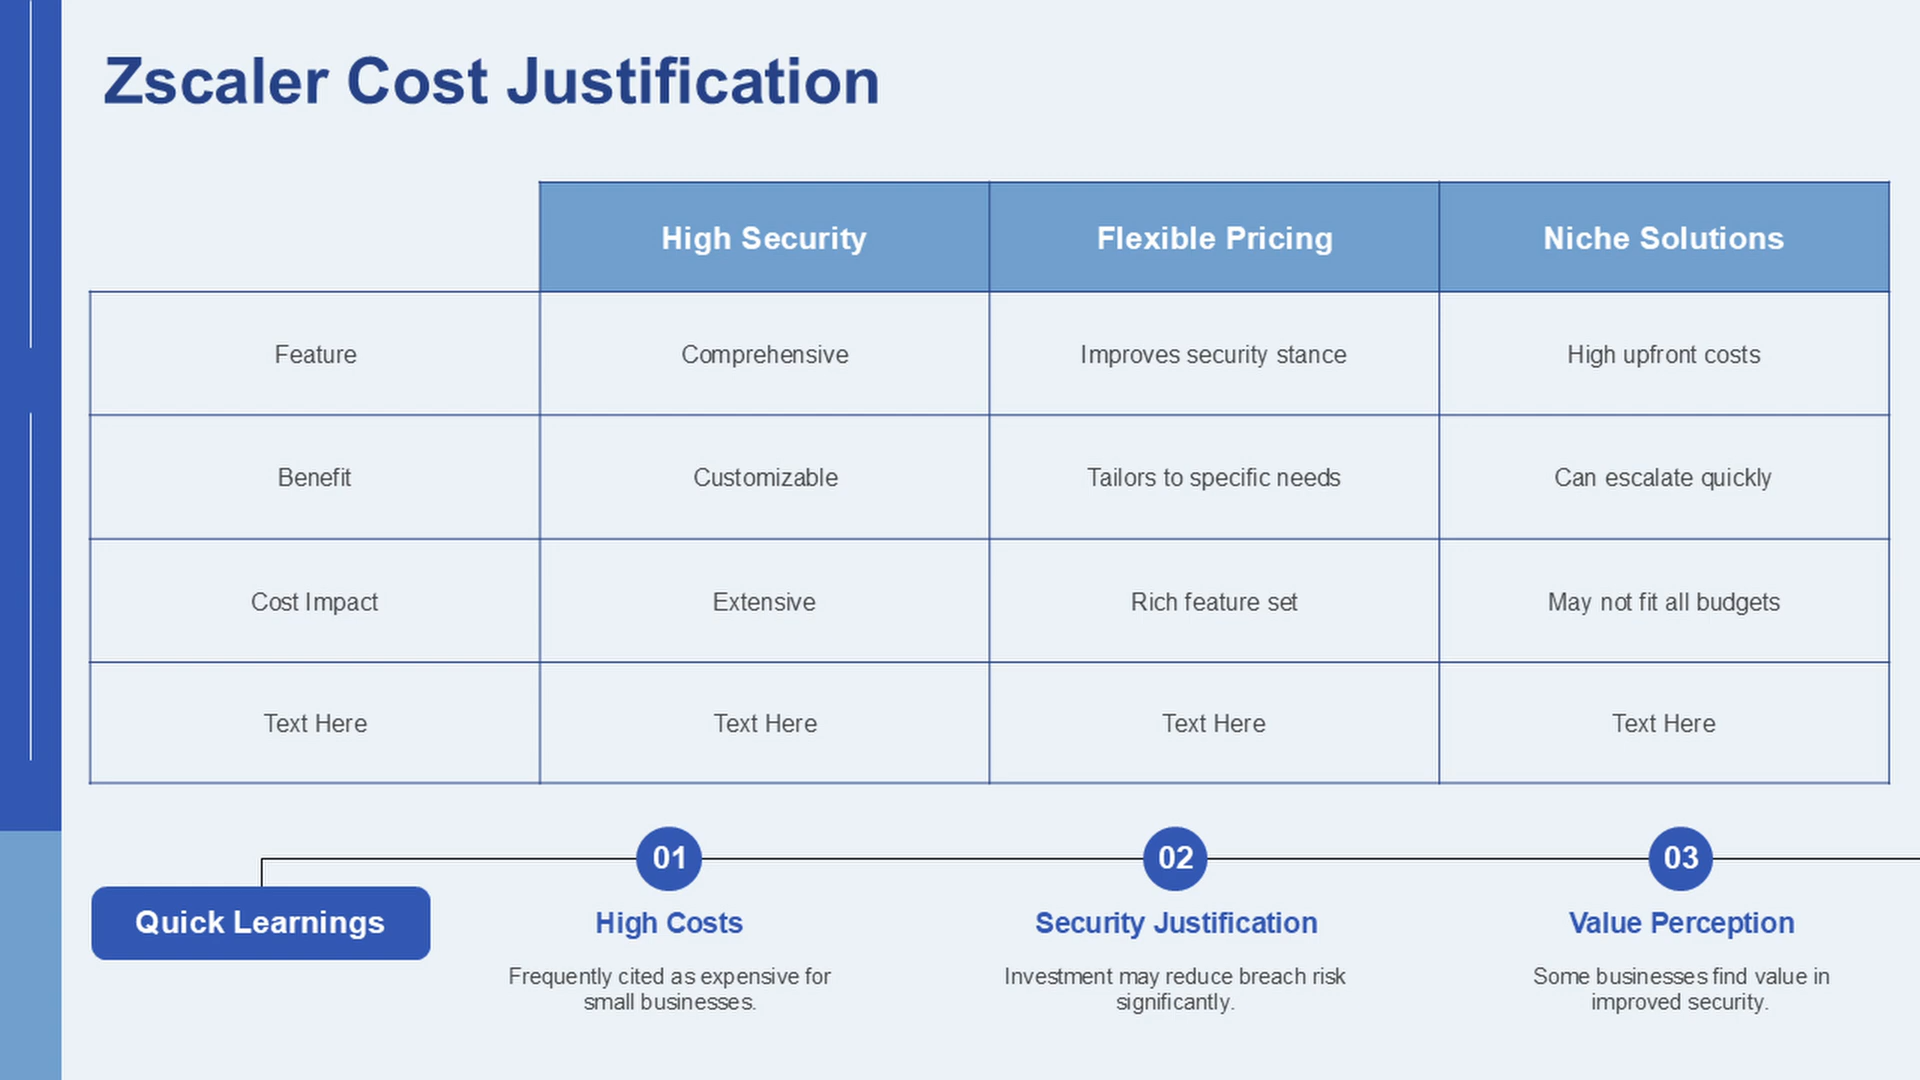 Zscaler Cost Justification
High Security Flexible Pricing Niche Solutions
Feature Comprehensive Improves security stance High upfront costs
Benefit Customizable Tailors to specific needs Can escalate quickly
Cost Impact Extensive Rich feature set May not fit all budgets
Text Here Text Here Text Here Text Here
01 02 03
Quick Learnings High Costs Security Justification Value Perception
Frequently cited as expensive for Investment may reduce breach risk Some businesses find value in
small businesses. significantly. improved security.